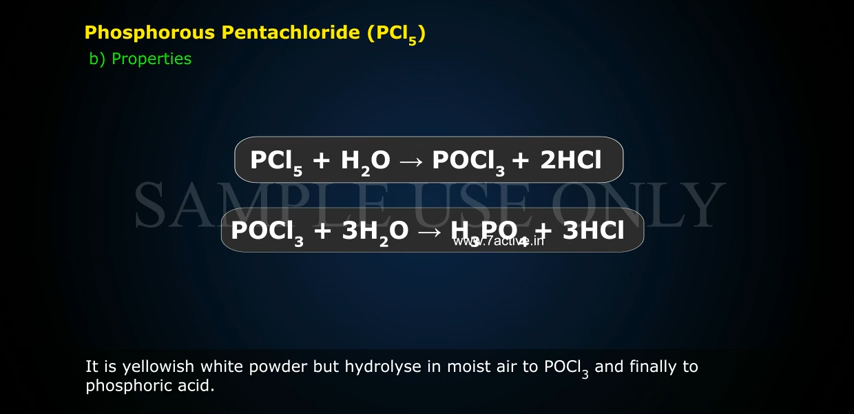 Phosphorous Pentachloride (PCl₅)
b) Properties
PCl₅ + H₂O → POCl₃ + 2HCl
SAMPLE USE ONLY
POCl₃ + 3H₂O → H₃PO₄ + 3HCl
www.7active.in
It is yellowish white powder but hydrolyse in moist air to POCl₃ and finally to
phosphoric acid.